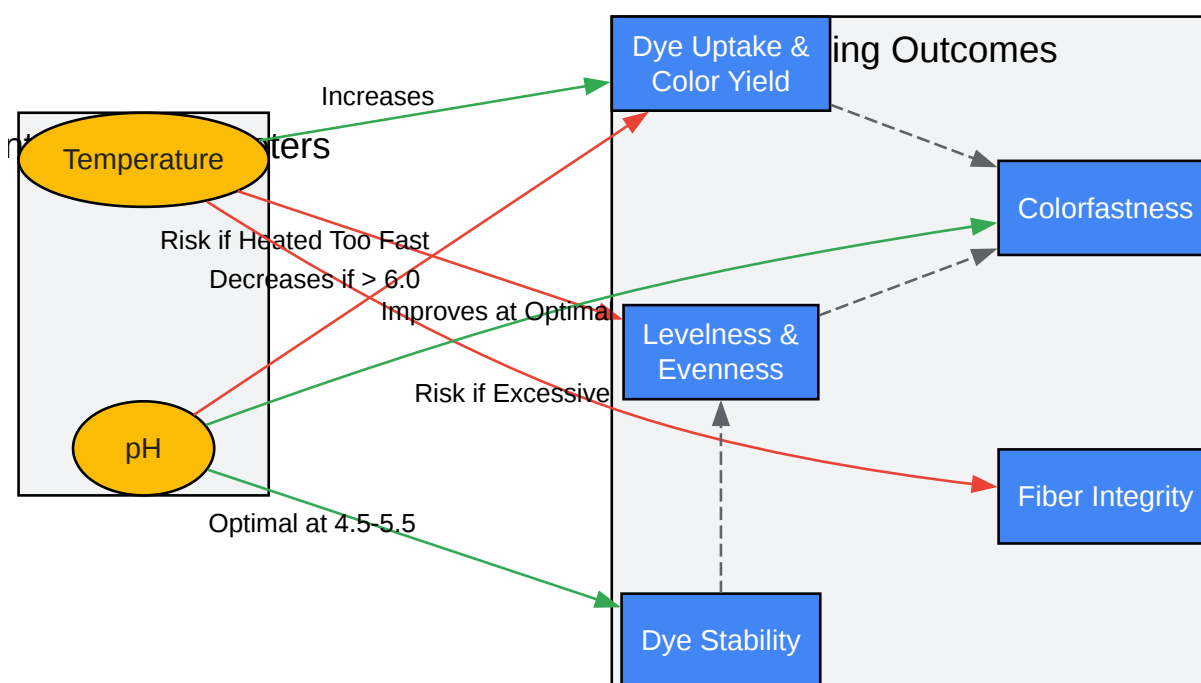 Dye Uptake &
Color Yield
ing Outcomes
Increases
Temperature
ters
Colorfastness
Risk if Heated Too Fast
Decreases if > 6.0
Improves at Optimal
Levelness &
Evenness
Risk if Excessive
pH
Fiber Integrity
Optimal at 4.5-5.5
Dye Stability